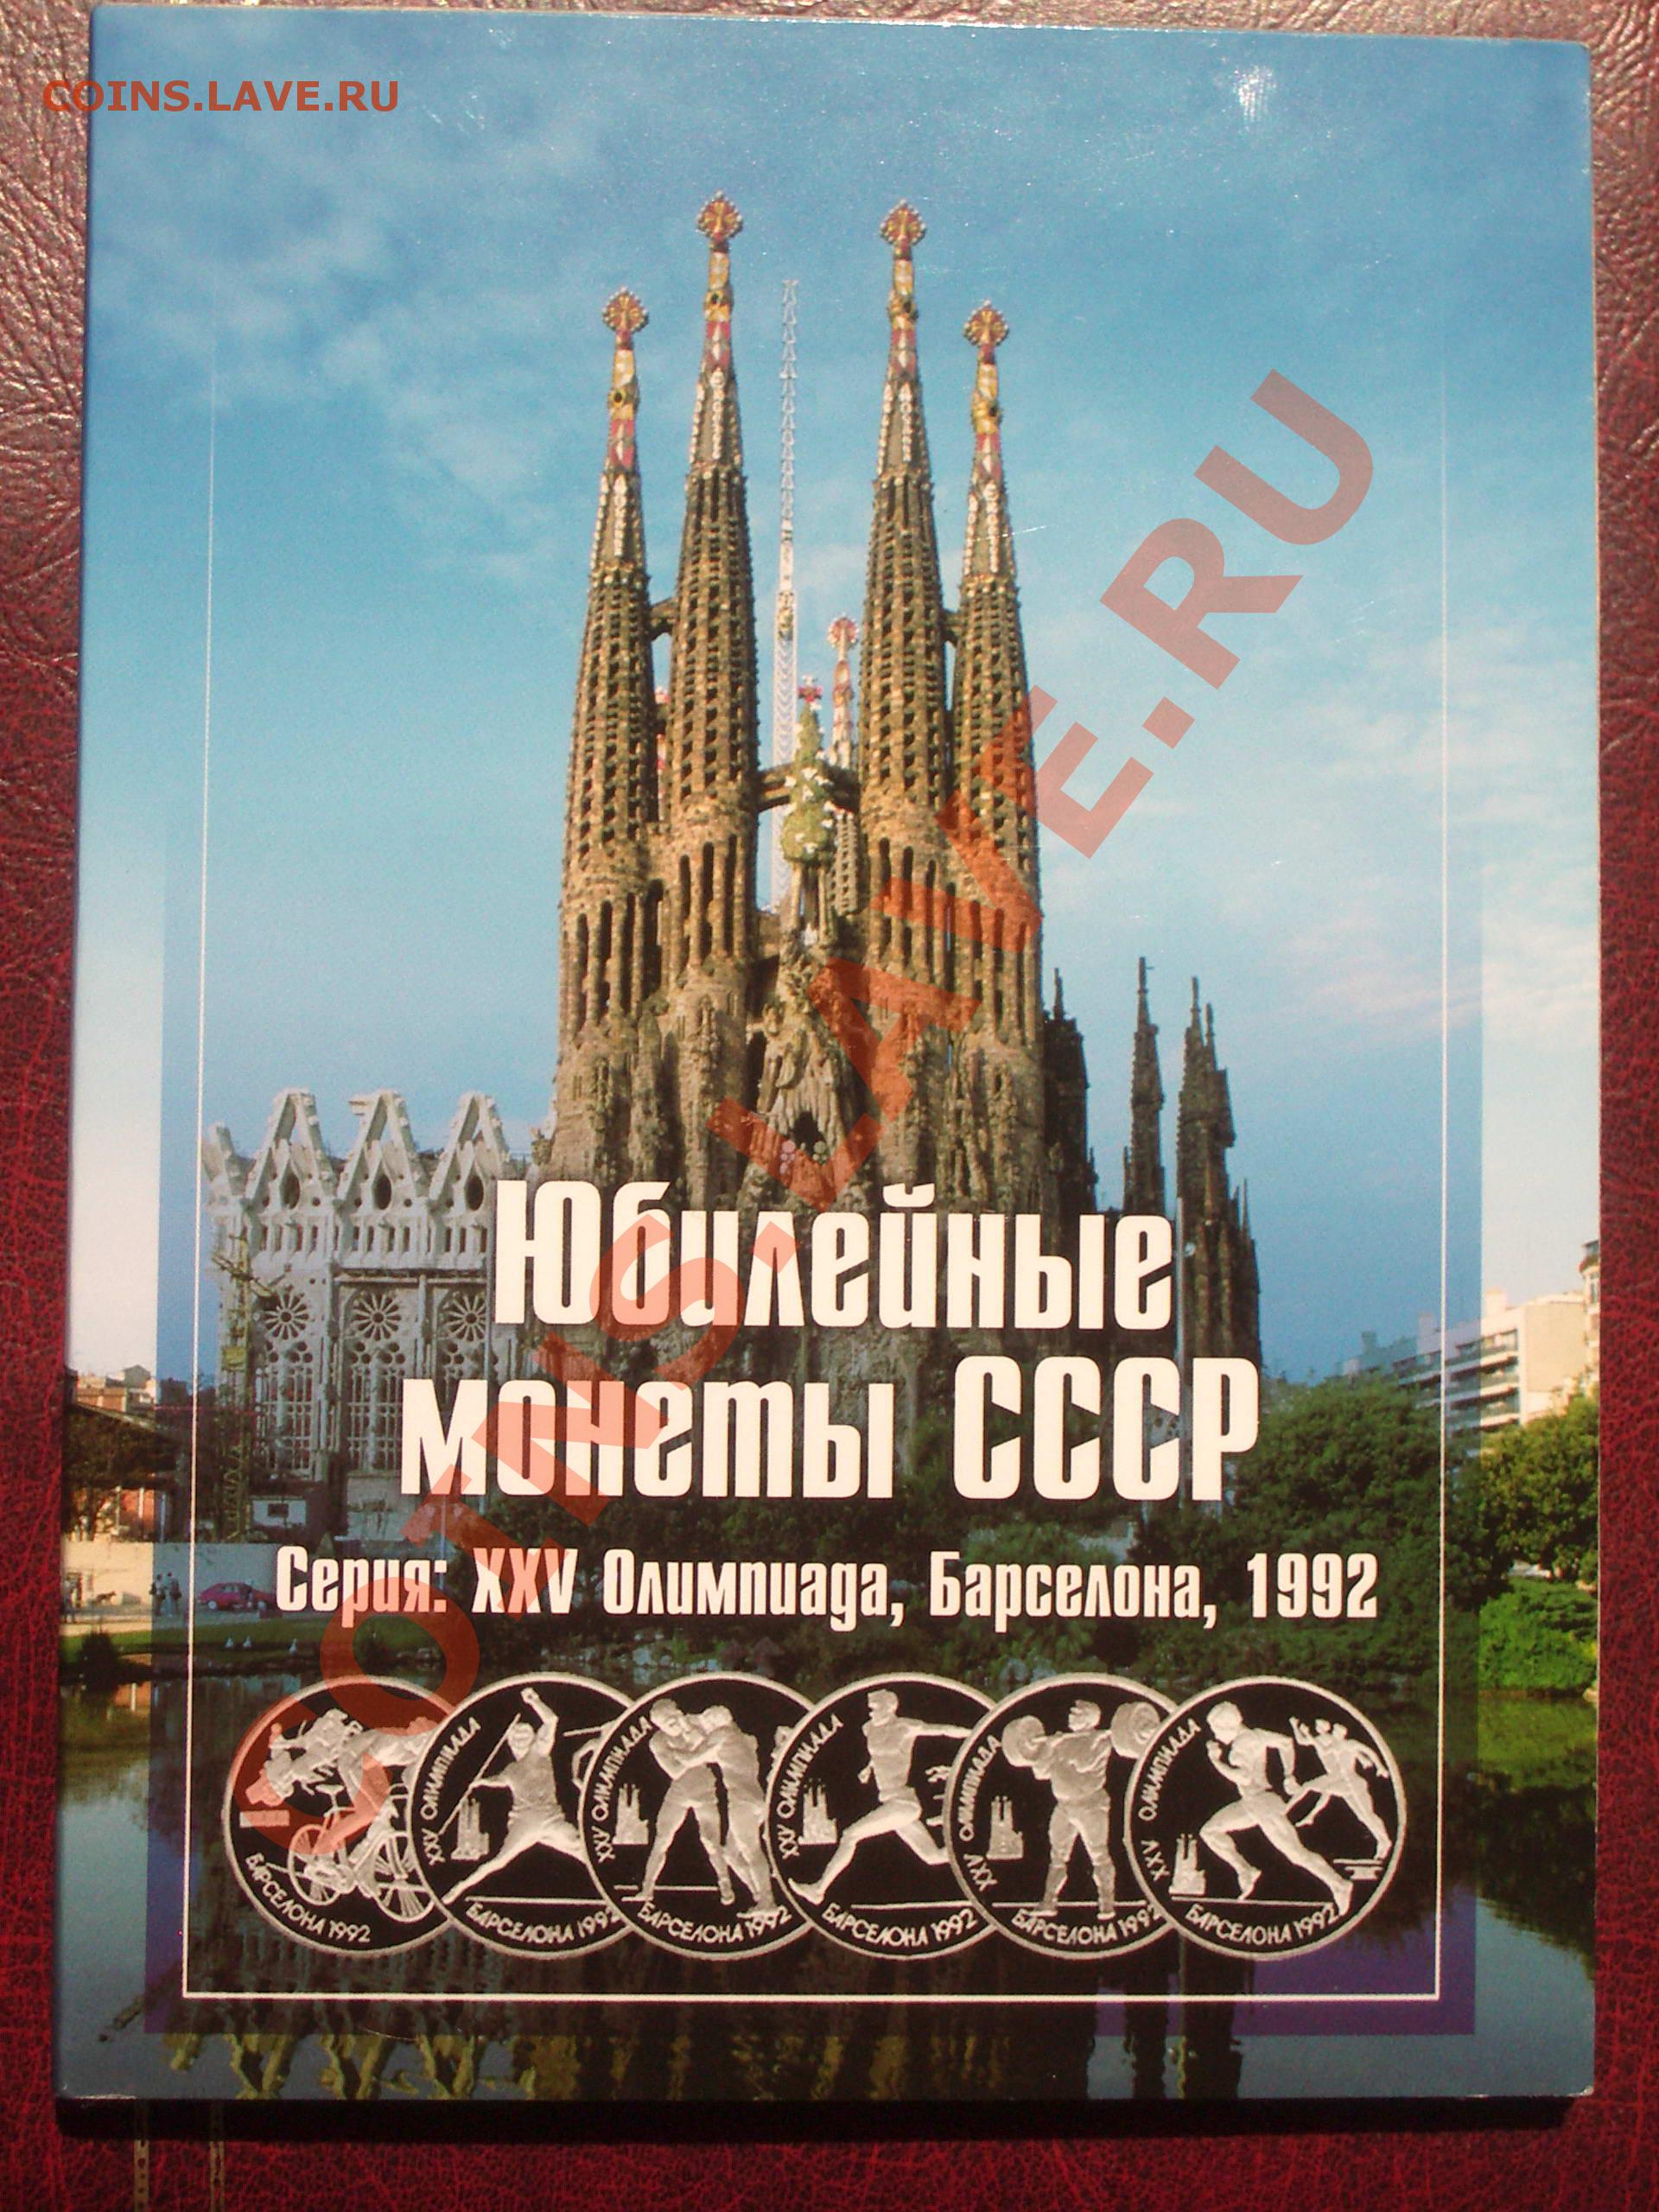 COINS.LAVE.RU
COINS.LAVE.RU
Юбилейные
монеты СССР
Серия: XXV Олимпиада, Барселона, 1992
БАРСЕЛОНА 1992
XXV ОЛИМПИАДА
БАРСЕЛОНА 1992
XXV ОЛИМПИАДА
БАРСЕЛОНА 1992
XXV ОЛИМПИАДА
БАРСЕЛОНА 1992
XXV ОЛИМПИАДА
БАРСЕЛОНА 1992
XXV ОЛИМПИАДА
БАРСЕЛОНА 1992